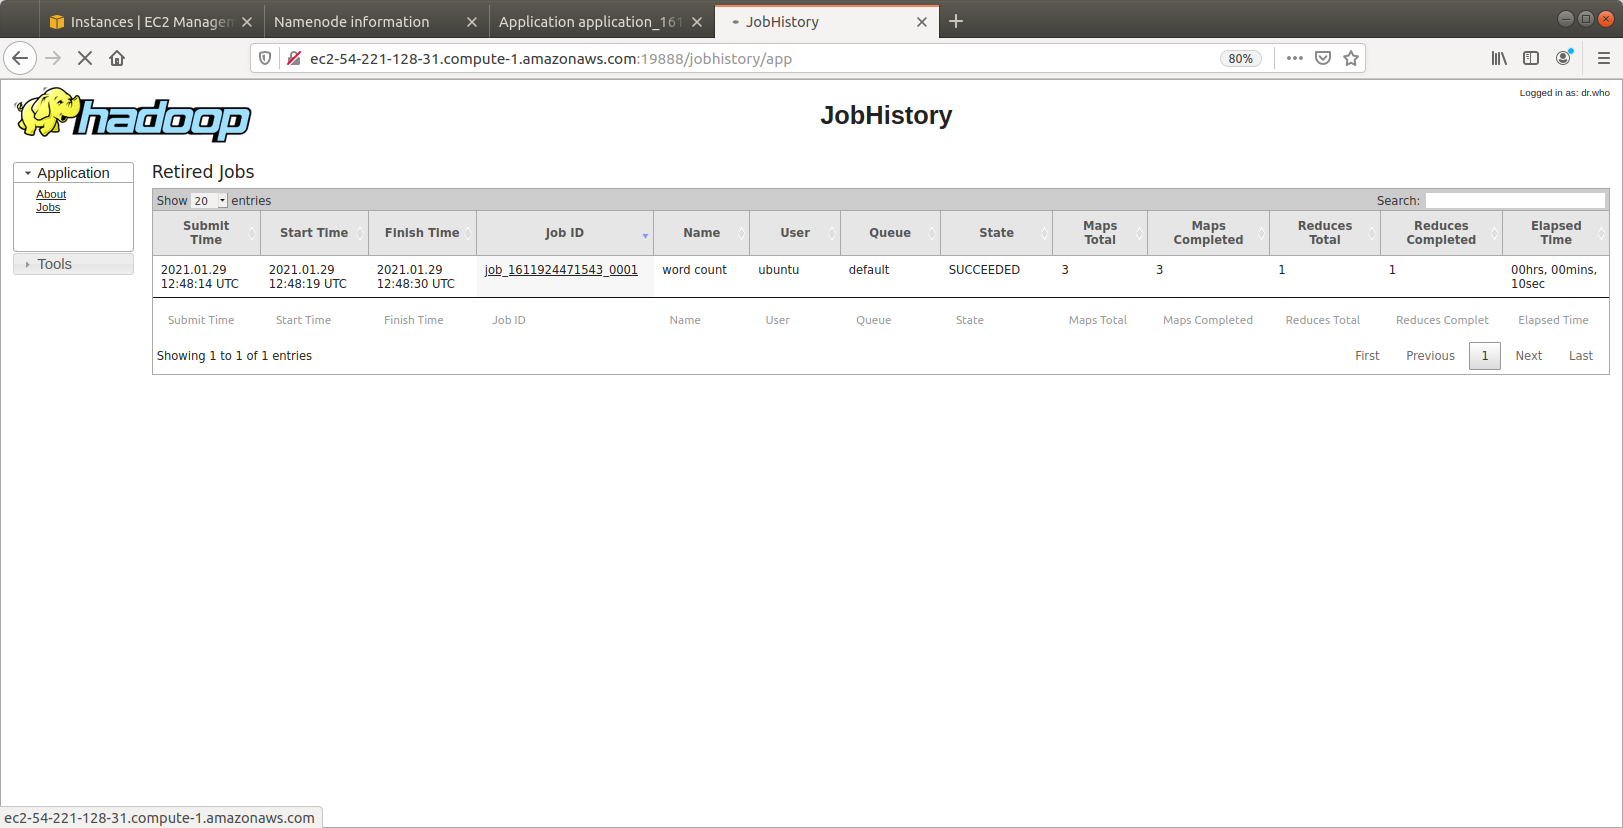 Instances | EC2 Managem
Namenode information
Application application_161
JobHistory
ec2-54-221-128-31.compute-1.amazonaws.com:19888/jobhistory/app
80%
Logged in as: dr.who
hadoop
JobHistory
Application
About
Jobs
Tools
Retired Jobs
Show 20 entries
Search:
Submit Time
Start Time
Finish Time
Job ID
Name
User
Queue
State
Maps Total
Maps Completed
Reduces Total
Reduces Completed
Elapsed Time
2021.01.29 12:48:14 UTC
2021.01.29 12:48:19 UTC
2021.01.29 12:48:30 UTC
job_1611924471543_0001
word count
ubuntu
default
SUCCEEDED
3
3
1
1
00hrs, 00mins, 10sec
Submit Time
Start Time
Finish Time
Job ID
Name
User
Queue
State
Maps Total
Maps Completed
Reduces Total
Reduces Complet
Elapsed Time
Showing 1 to 1 of 1 entries
First Previous 1 Next Last
ec2-54-221-128-31.compute-1.amazonaws.com